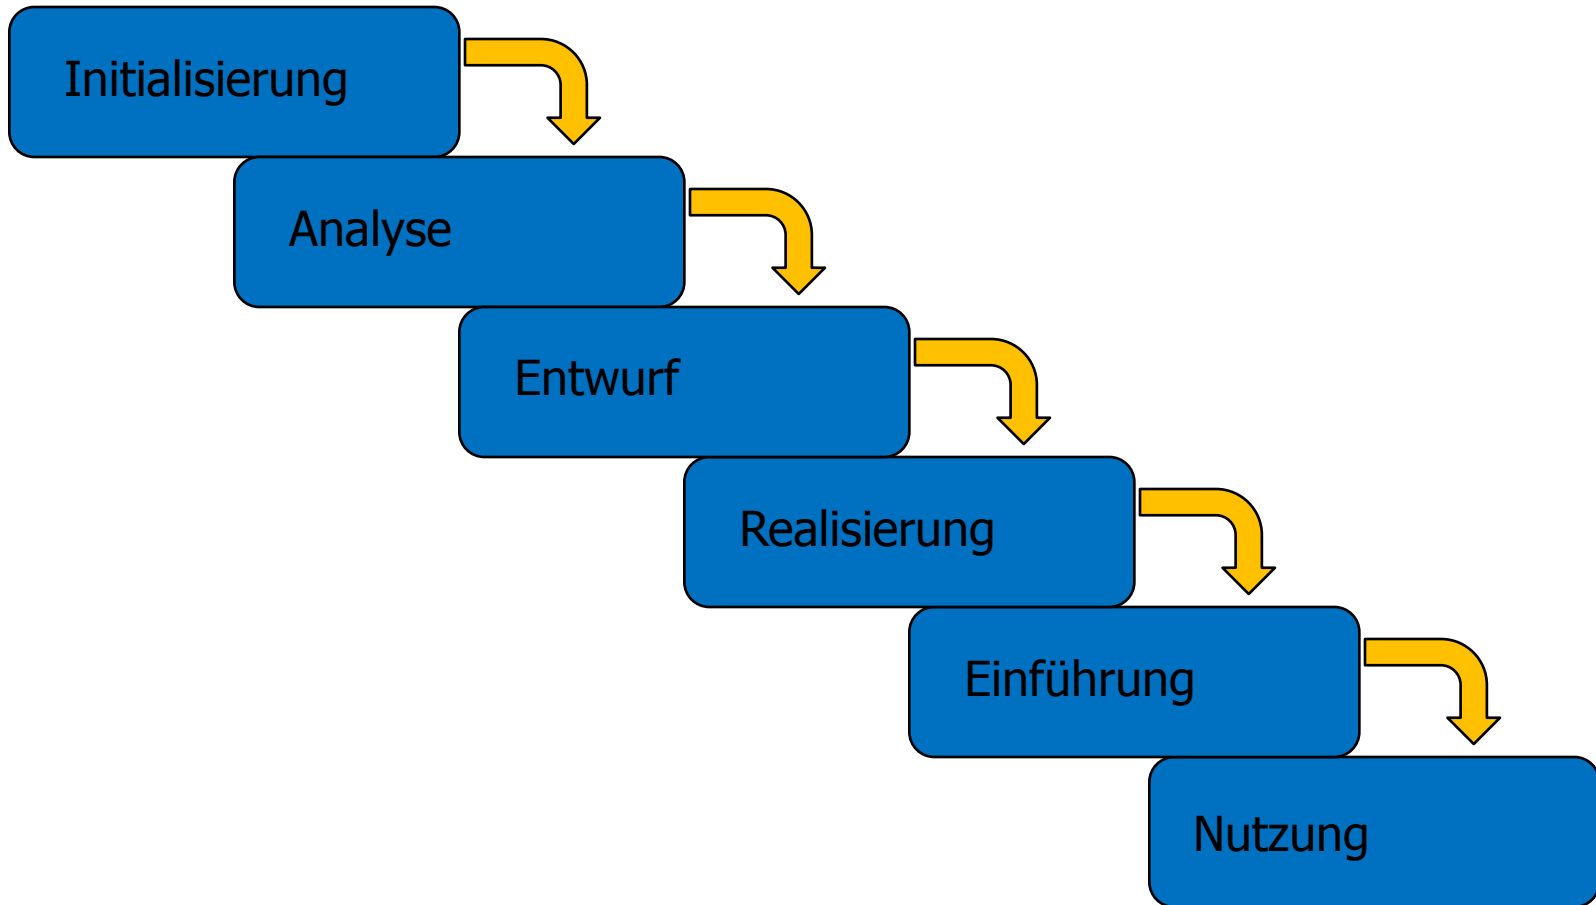 Initialisierung
Analyse
Entwurf
Realisierung
Einführung
Nutzung